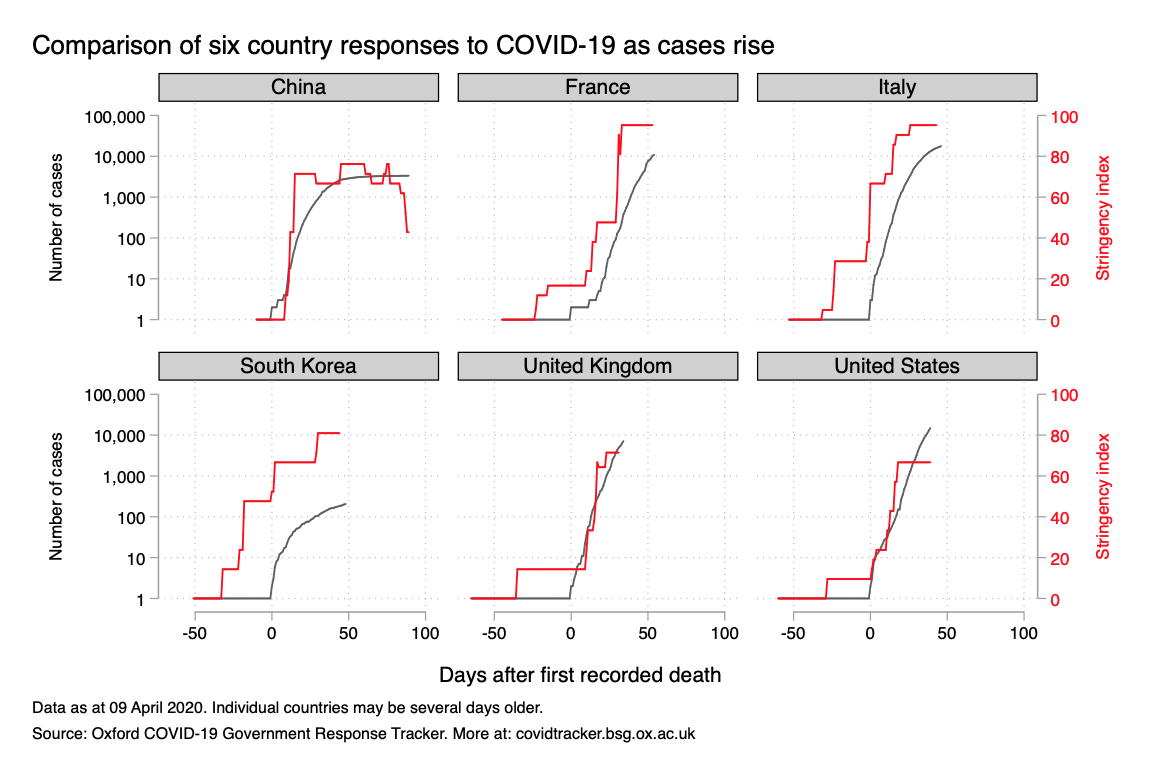 Comparison of six country responses to COVID-19 as cases rise
China
France
Italy
Number of cases
100,000
10,000
1,000
100
10
1
100
80
60
40
20
0
Stringency index
South Korea
United Kingdom
United States
Number of cases
100,000
10,000
1,000
100
10
1
100
80
60
40
20
0
Stringency index
-50 0 50 100
-50 0 50 100
-50 0 50 100
Days after first recorded death
Data as at 09 April 2020. Individual countries may be several days older.
Source: Oxford COVID-19 Government Response Tracker. More at: covidtracker.bsg.ox.ac.uk